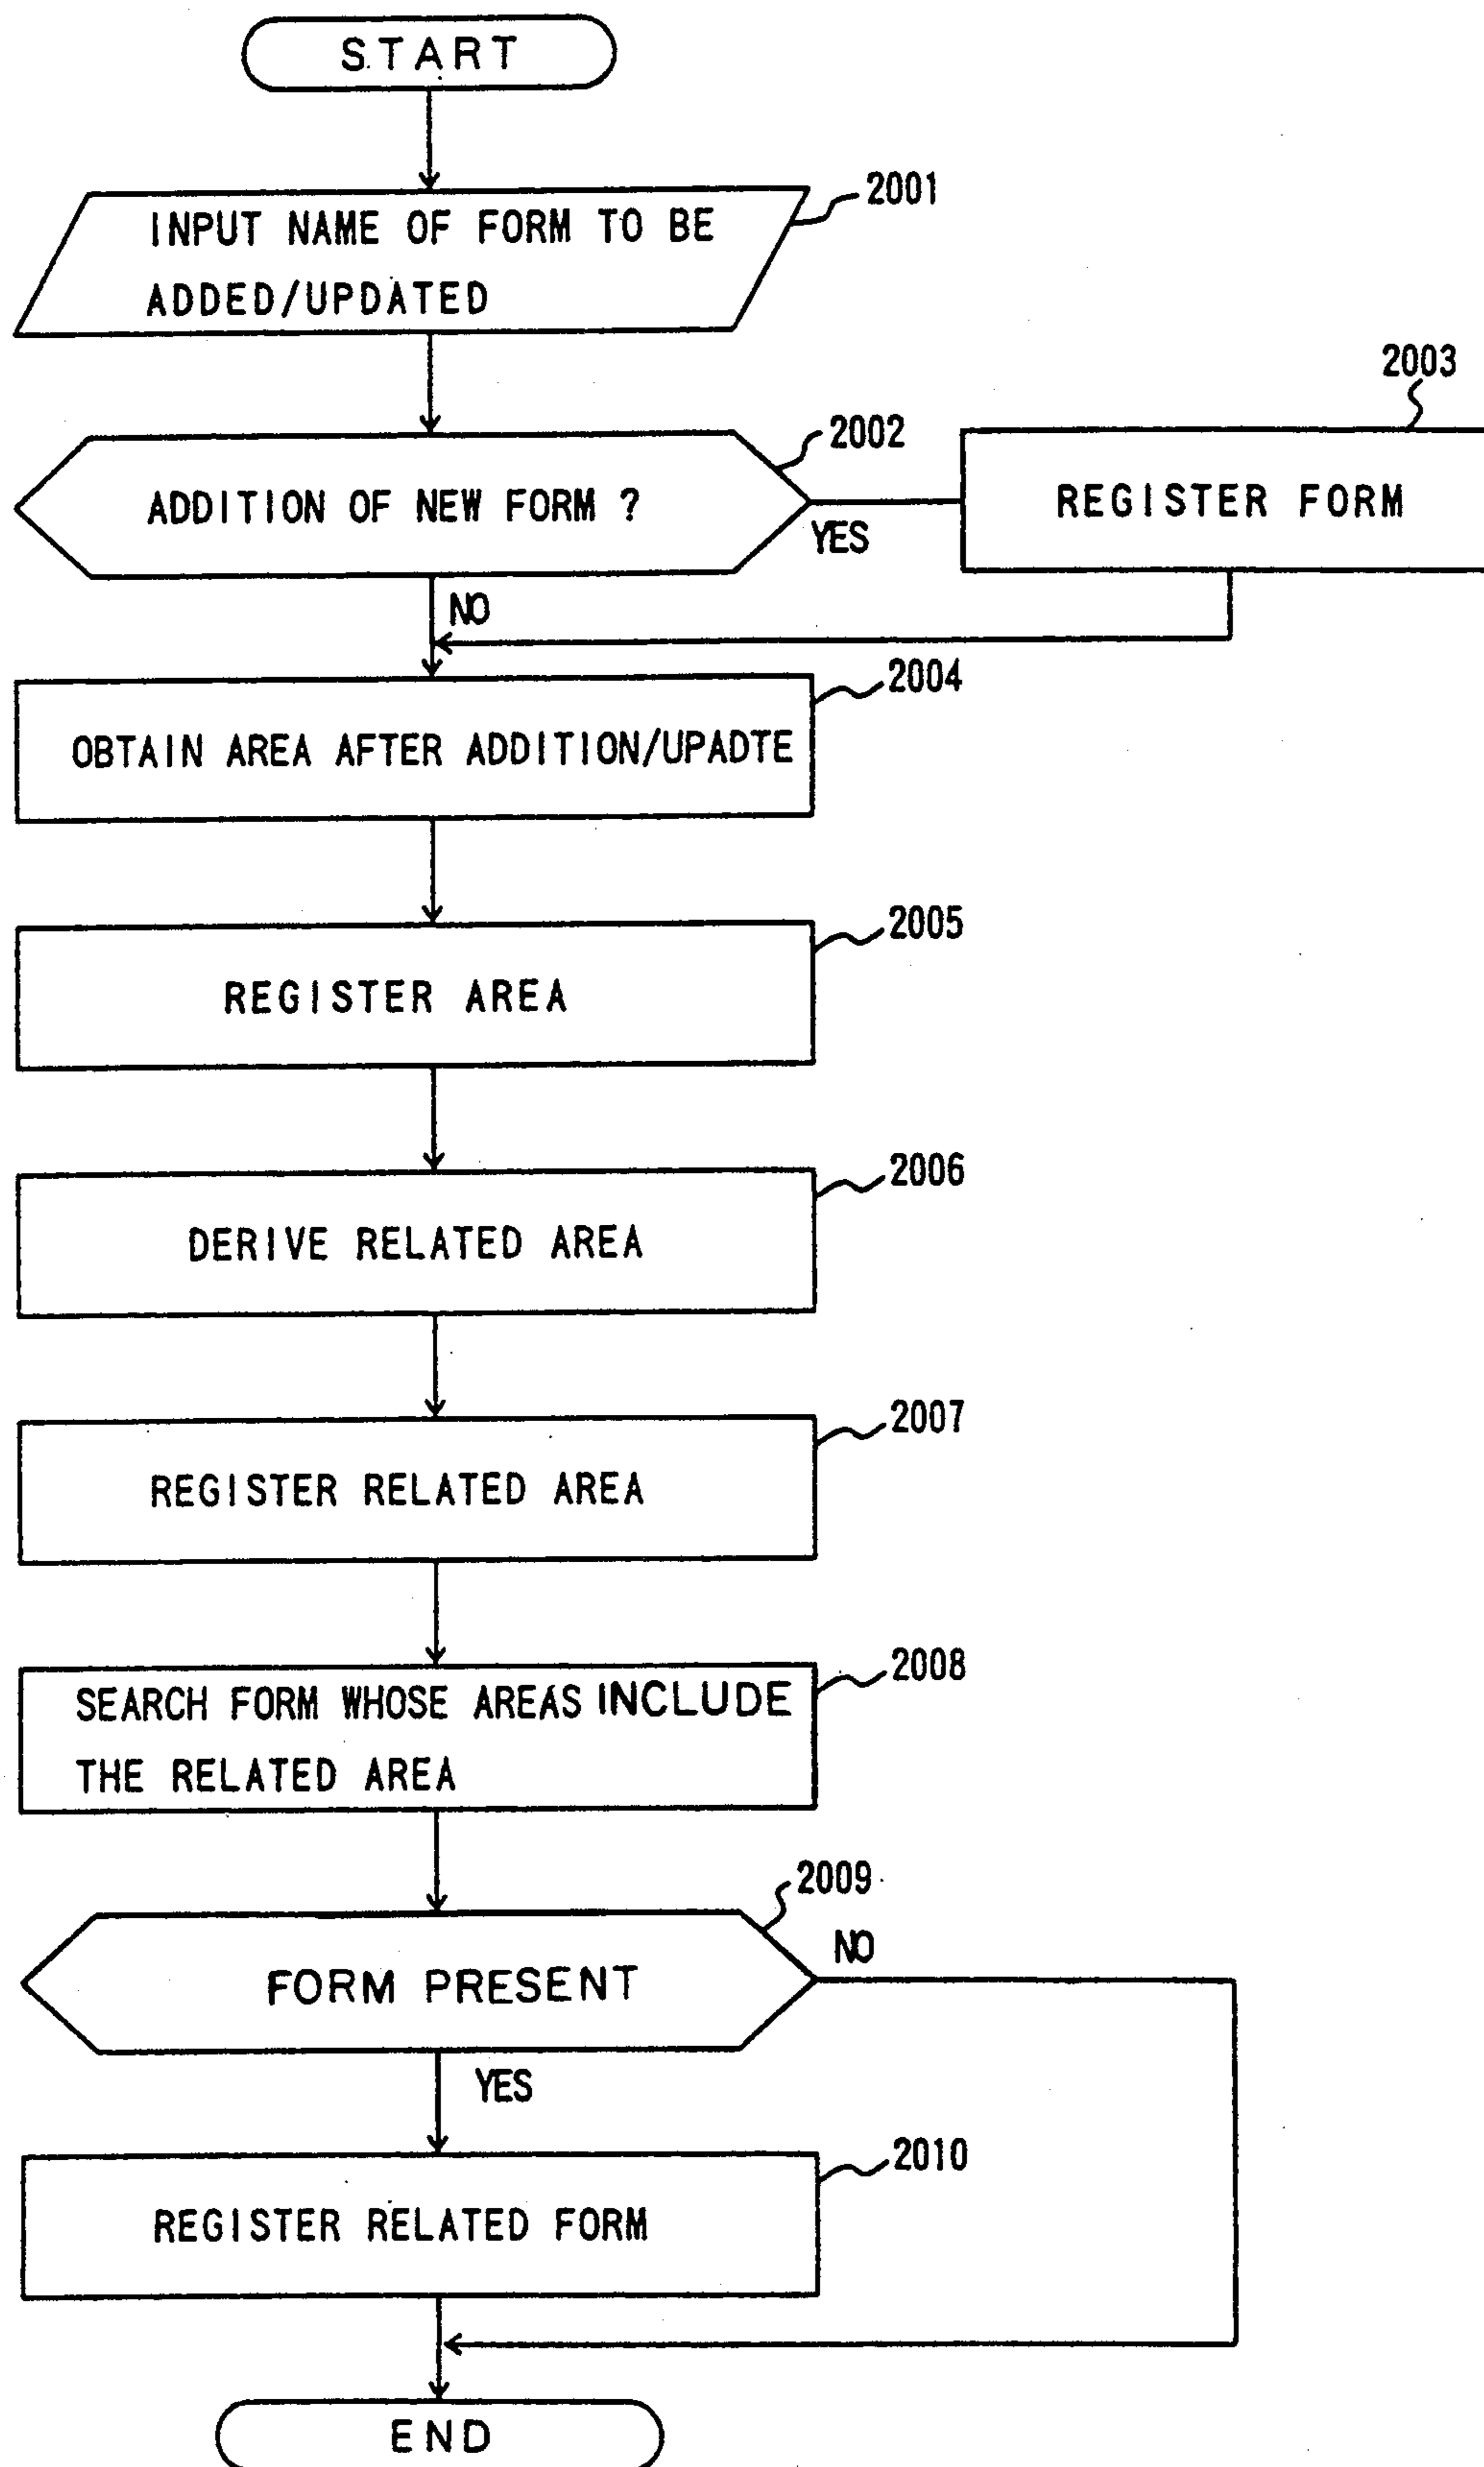 START
2001
INPUT NAME OF FORM TO BE
ADDED/UPDATED
2003
2002
ADDITION OF NEW FORM ?
YES
REGISTER FORM
NO
2004
OBTAIN AREA AFTER ADDITION/UPADTE
2005
REGISTER AREA
2006
DERIVE RELATED AREA
2007
REGISTER RELATED AREA
2008
SEARCH FORM WHOSE AREAS INCLUDE
THE RELATED AREA
2009
NO
FORM PRESENT
YES
2010
REGISTER RELATED FORM
END